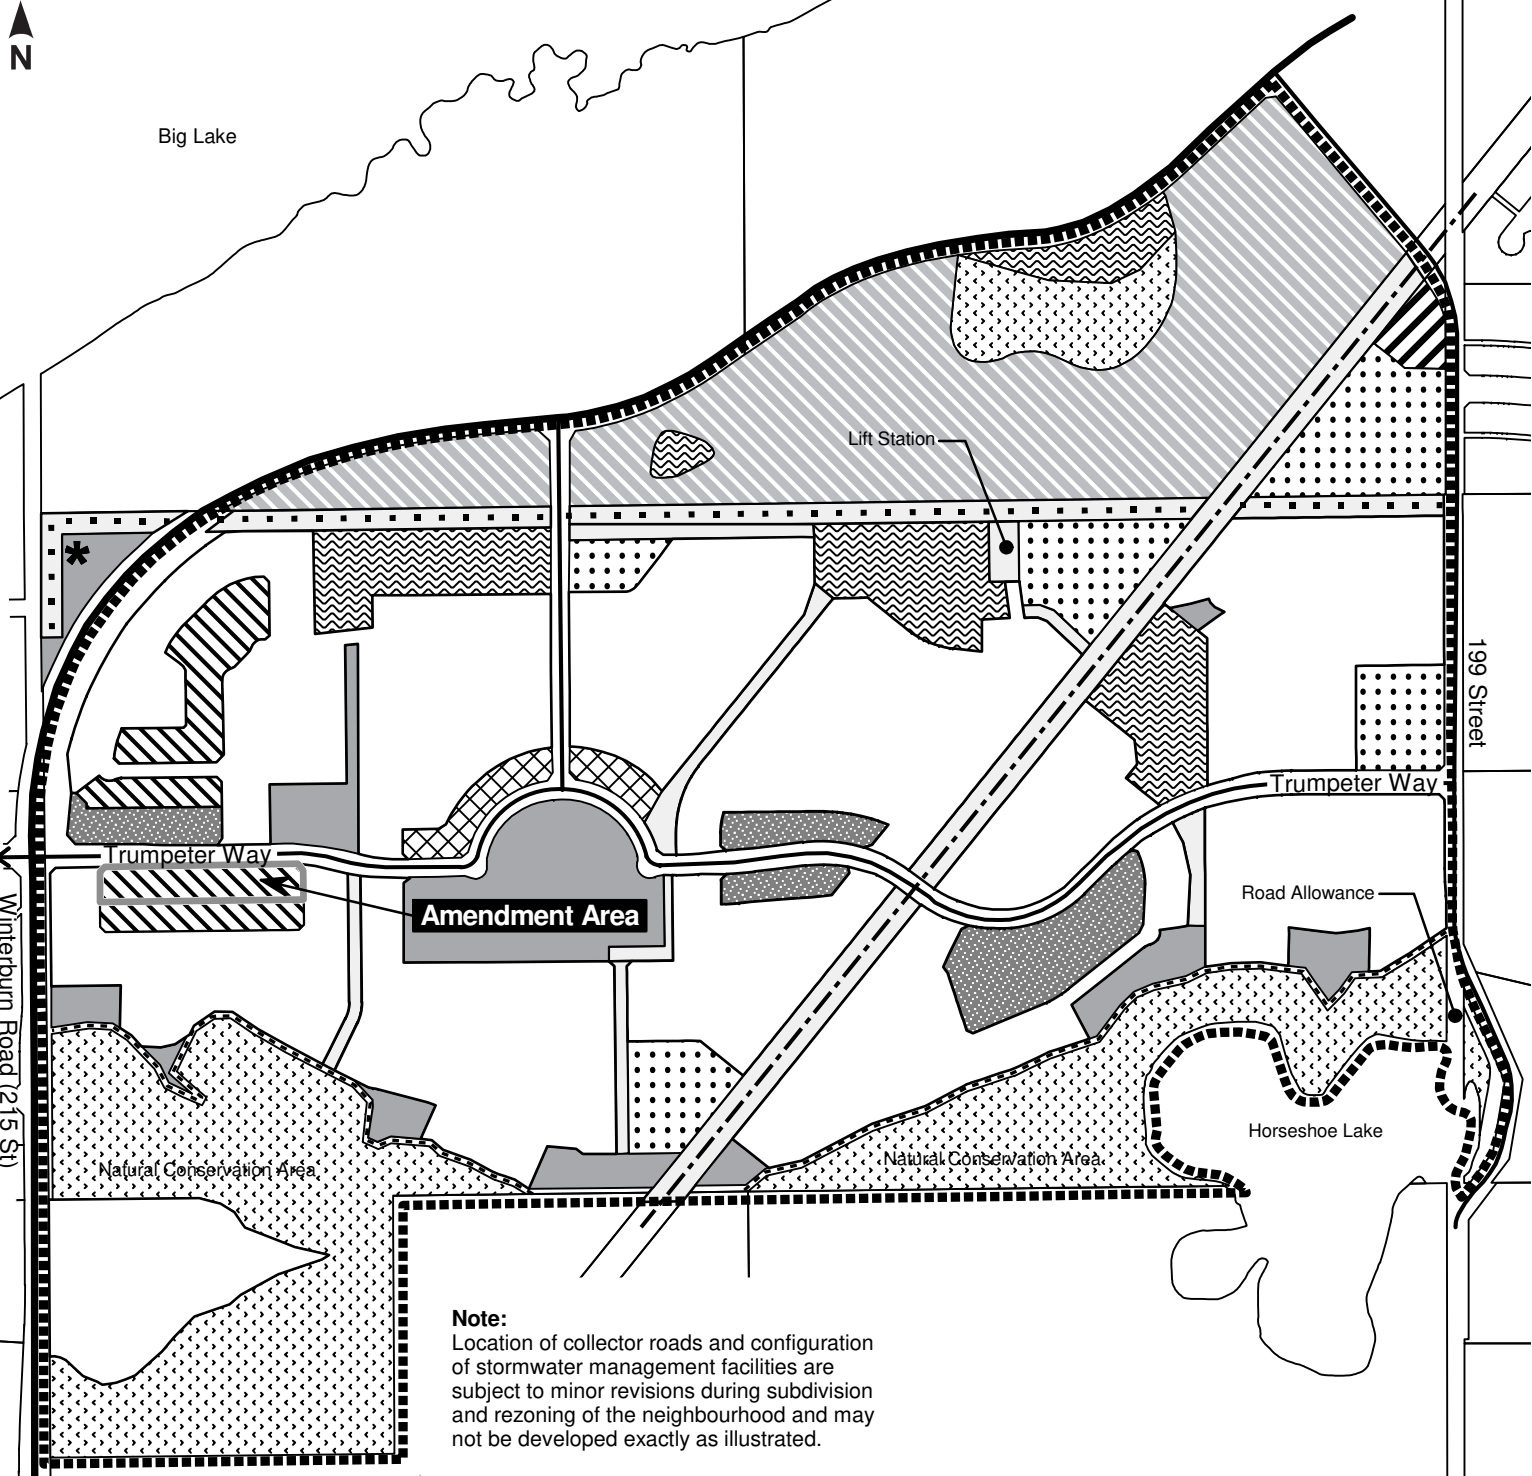 N
Big Lake
Lift Station
*
199 Street
Trumpeter Way
Trumpeter Way
Amendment Area
Road Allowance
Winterburn Road (215 St)
Horseshoe Lake
Natural Conservation Area
Natural Conservation Area
Note:
Location of collector roads and configuration
of stormwater management facilities are
subject to minor revisions during subdivision
and rezoning of the neighbourhood and may
not be developed exactly as illustrated.